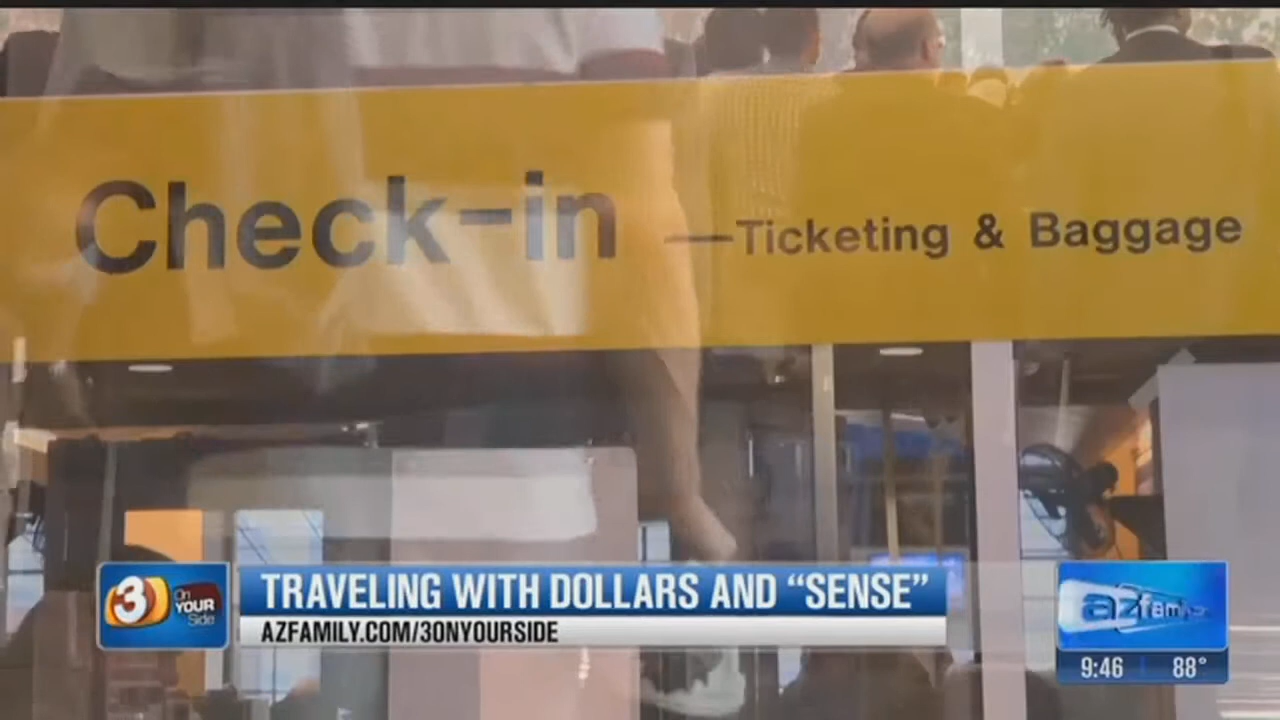 Check-in —Ticketing & Baggage
3 On YOUR Side
TRAVELING WITH DOLLARS AND “SENSE”
AZFAMILY.COM/3ONYOURSIDE
azfamily
9:46 88°